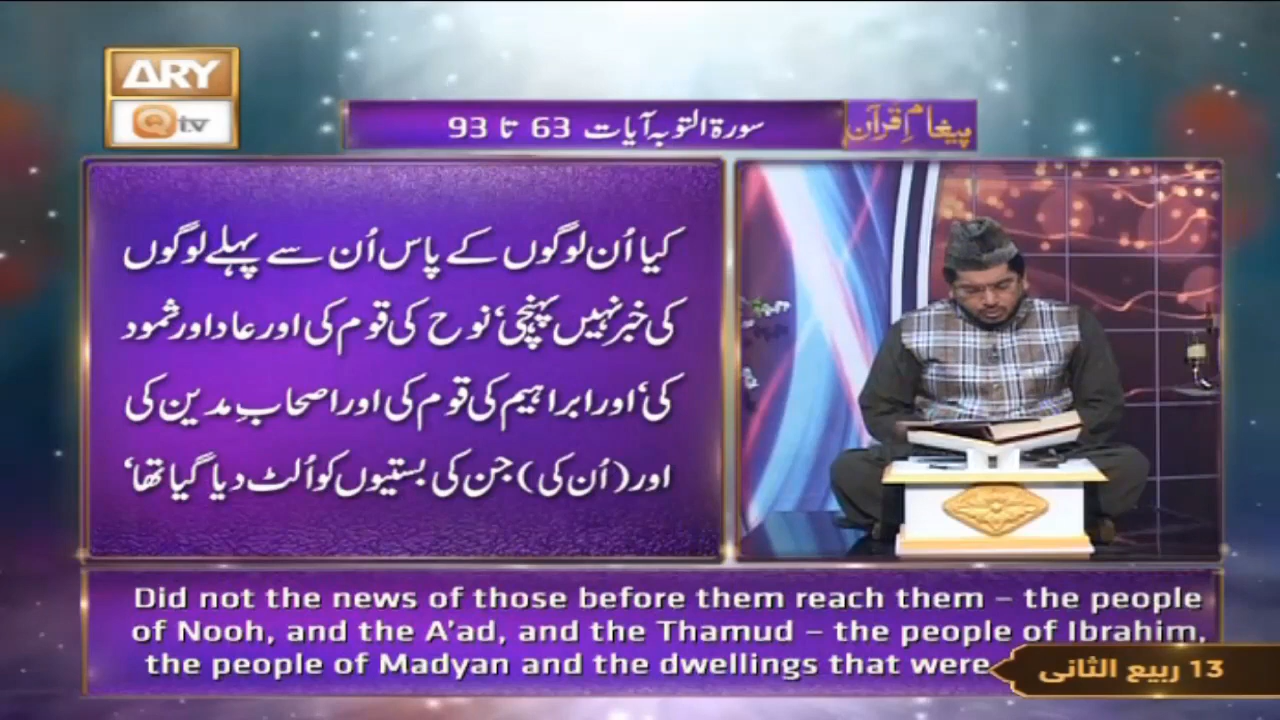 ARY
Qtv
پیغام قرآن
سورۃ التوبہ آیات 63 تا 93
کیا اُن لوگوں کے پاس اُن سے پہلے لوگوں
کی خبر نہیں پہنچی، نوح کی قوم کی اور عاد اور ثمود
کی، اور ابراہیم کی قوم کی اور اصحابِ مدین کی
اور (اُن کی) جن کی بستیوں کو اُلٹ دیا گیا تھا،
Did not the news of those before them reach them – the people
of Nooh, and the A'ad, and the Thamud – the people of Ibrahim,
the people of Madyan and the dwellings that were
13 ربیع الثانی